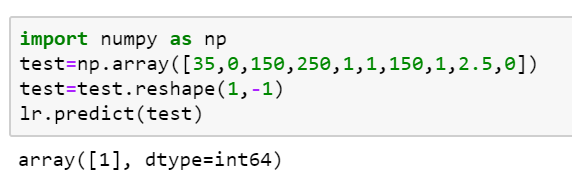 import numpy as np
test=np.array([35,0,150,250,1,1,150,1,2.5,0])
test=test.reshape(1,-1)
lr.predict(test)
array([1], dtype=int64)